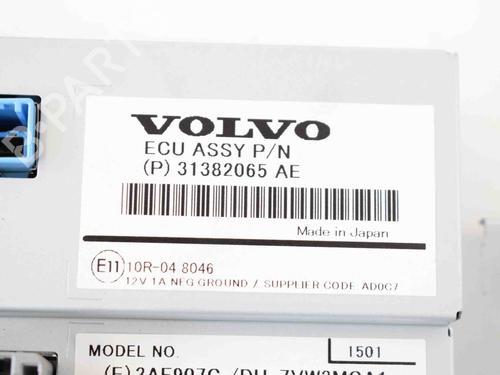 VOLVO
ECU ASSY P/N
(P) 31382065 AE
Made in Japan
E11 10R-04 8046
12V 1A NEG GROUND / SUPPLIER CODE: AD0C7
MODEL NO. 1501